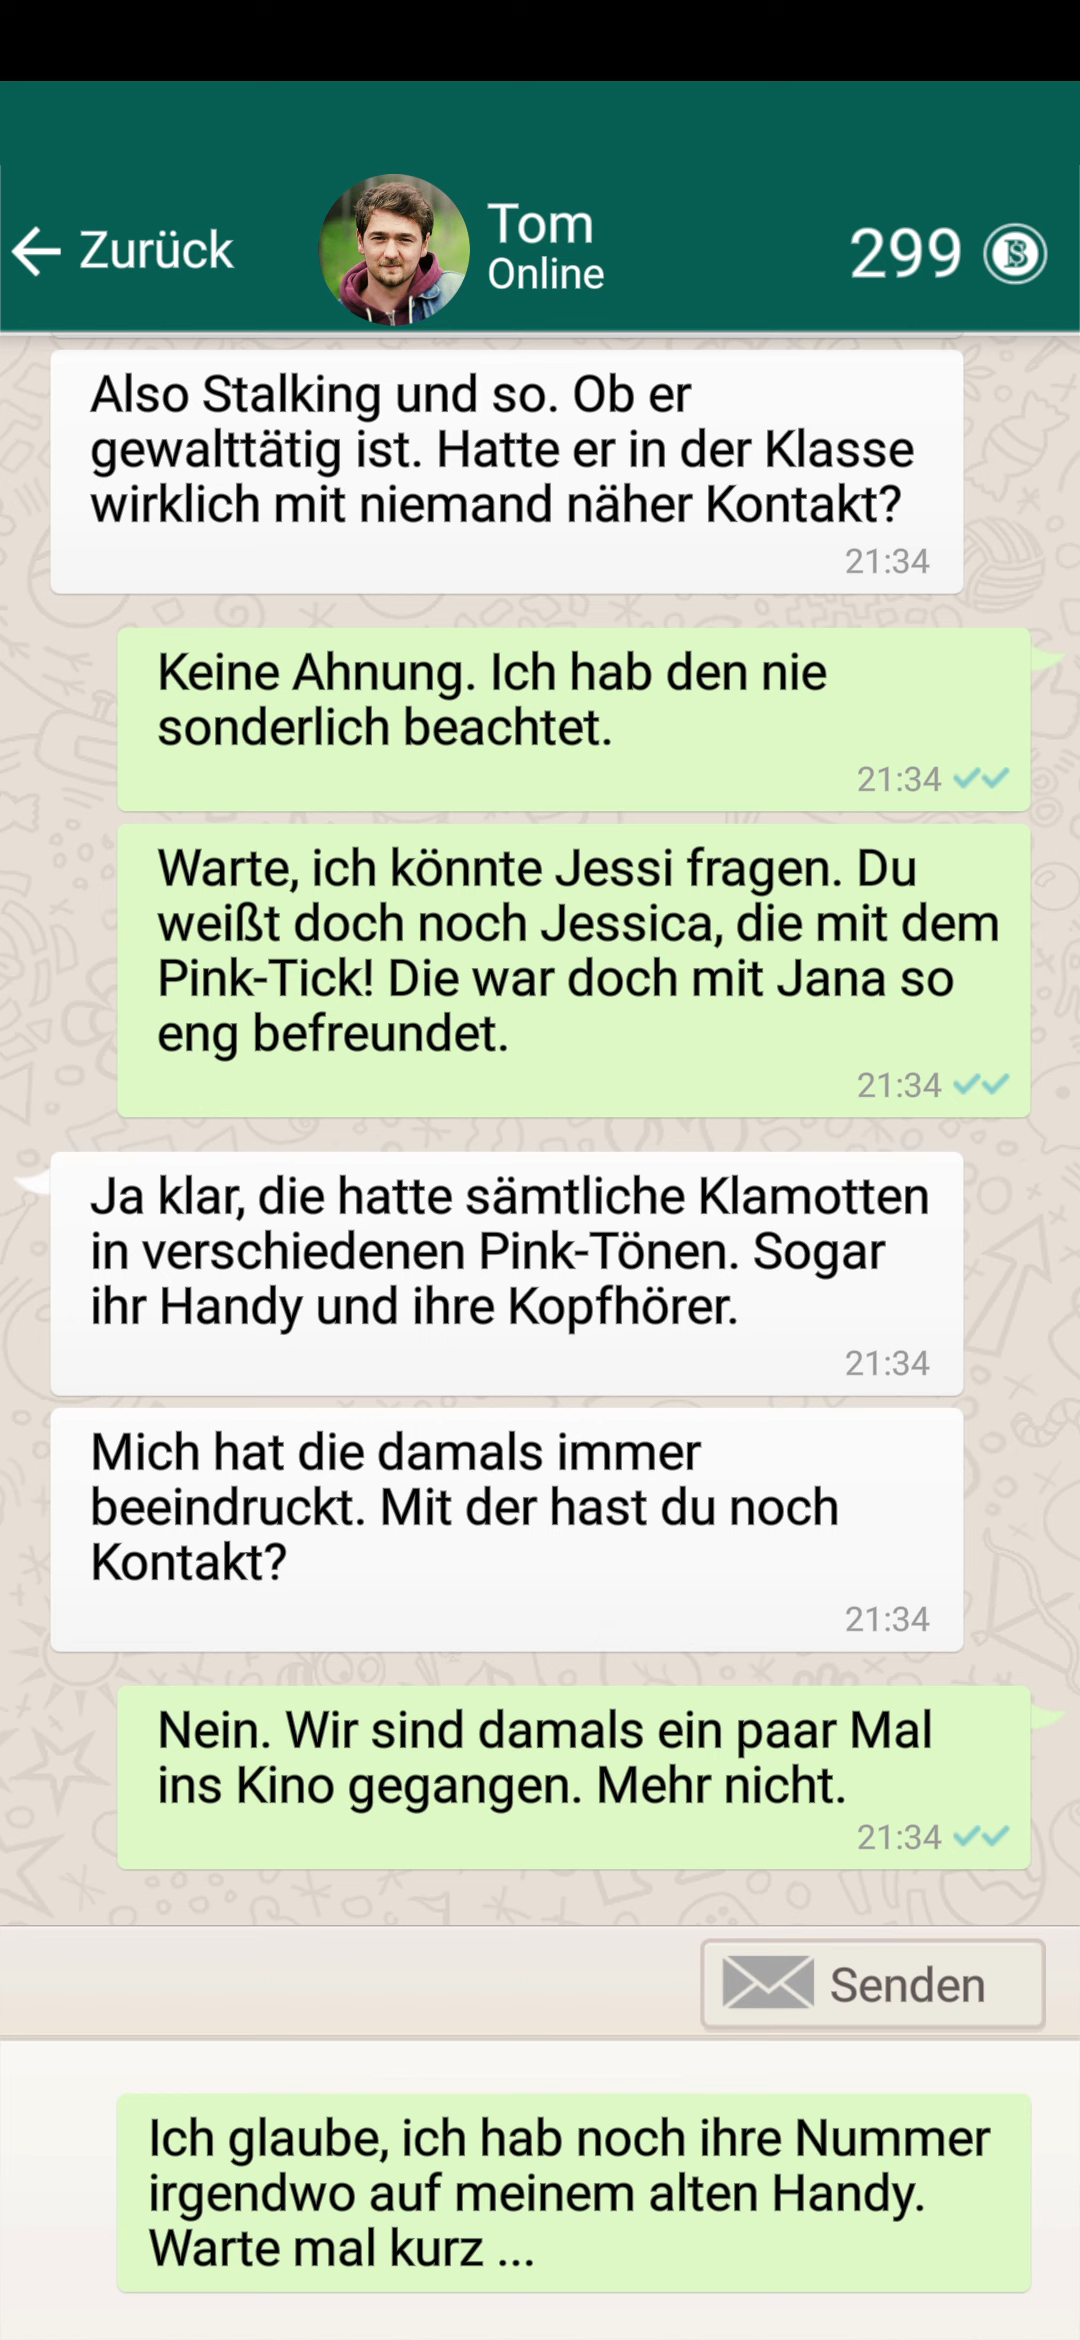 Zurück
Tom
Online
299
Also Stalking und so. Ob er
gewalttätig ist. Hatte er in der Klasse
wirklich mit niemand näher Kontakt?
21:34
Keine Ahnung. Ich hab den nie
sonderlich beachtet.
21:34
Warte, ich könnte Jessi fragen. Du
weißt doch noch Jessica, die mit dem
Pink-Tick! Die war doch mit Jana so
eng befreundet.
21:34
Ja klar, die hatte sämtliche Klamotten
in verschiedenen Pink-Tönen. Sogar
ihr Handy und ihre Kopfhörer.
21:34
Mich hat die damals immer
beeindruckt. Mit der hast du noch
Kontakt?
21:34
Nein. Wir sind damals ein paar Mal
ins Kino gegangen. Mehr nicht.
21:34
Senden
Ich glaube, ich hab noch ihre Nummer
irgendwo auf meinem alten Handy.
Warte mal kurz ...